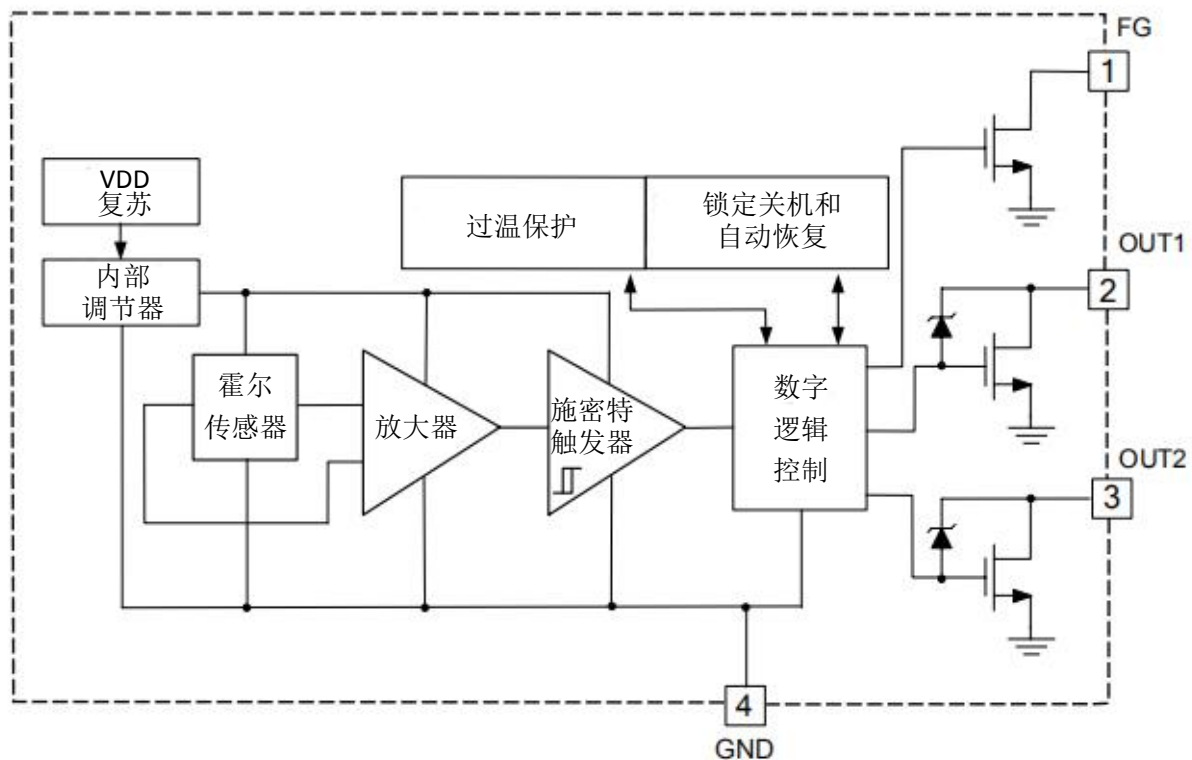 FG
1
VDD
复苏
过温保护
锁定关机和
自动恢复
OUT1
2
内部
调节器
霍尔
传感器
放大器
施密特
触发器
数字
逻辑
控制
OUT2
3
4
GND